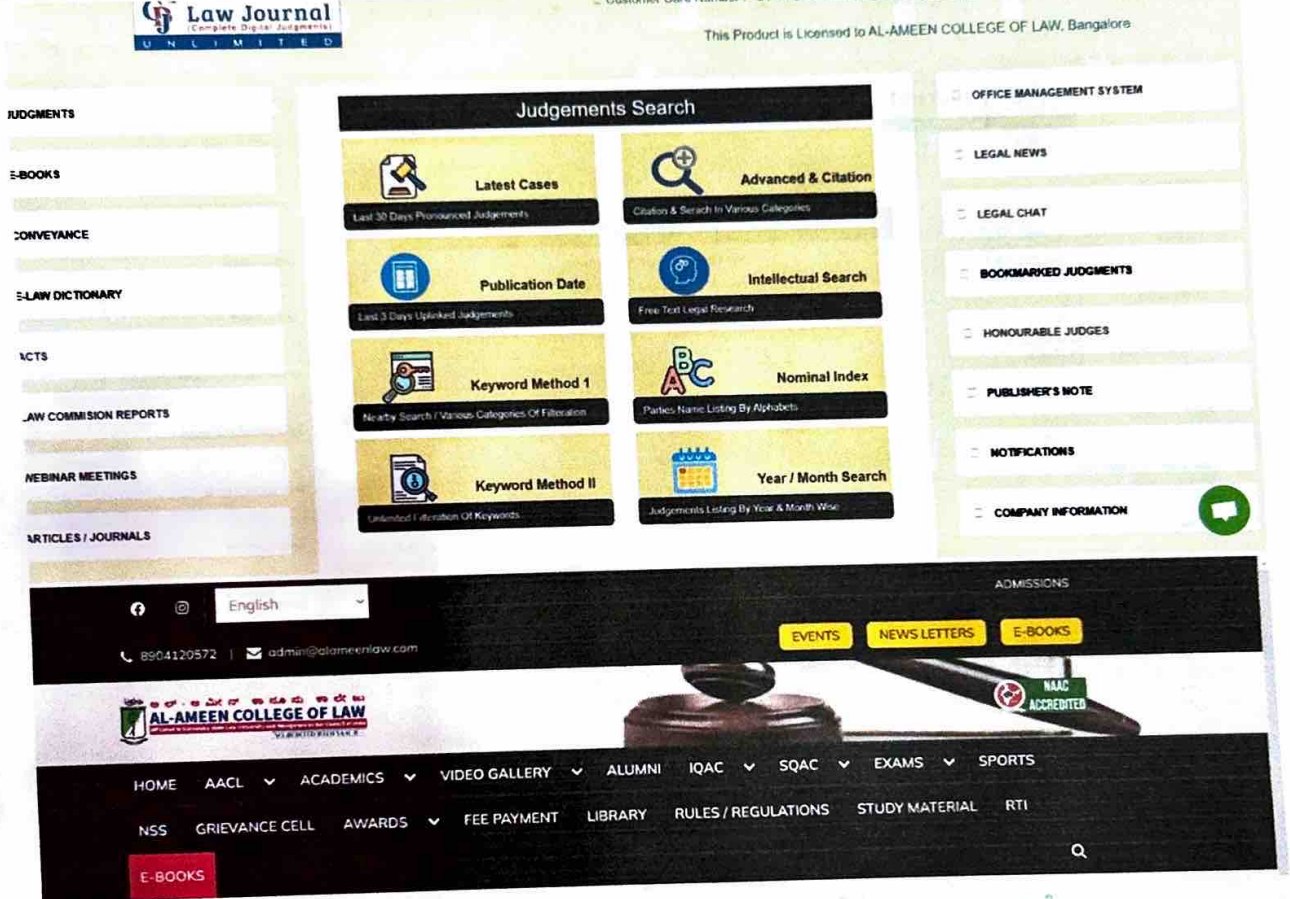 Law Journal
(Complete Digital Judgments)
UNLIMITED
Customer Care Number
This Product is Licensed to AL-AMEEN COLLEGE OF LAW, Bangalore
JUDGMENTS
E-BOOKS
CONVEYANCE
E-LAW DICTIONARY
ACTS
LAW COMMISION REPORTS
WEBINAR MEETINGS
ARTICLES / JOURNALS
Judgements Search
Latest Cases
Last 30 Days Pronounced Judgements
Advanced & Citation
Citation & Serach In Various Categories
Publication Date
Last 3 Days Uplinked Judgements
Intellectual Search
Free Text Legal Research
Keyword Method 1
Nearby Search / Various Categories Of Filteration
Nominal Index
Parties Name Listing By Alphabets
Keyword Method II
Unlimited Filteration Of Keywords
Year / Month Search
Judgements Listing By Year & Month Wise
OFFICE MANAGEMENT SYSTEM
LEGAL NEWS
LEGAL CHAT
BOOKMARKED JUDGMENTS
HONOURABLE JUDGES
PUBLISHER'S NOTE
NOTIFICATIONS
COMPANY INFORMATION
ADMISSIONS
English
EVENTS NEWS LETTERS E-BOOKS
8904120572 | admin@alameenlaw.com
ಅಲ್-ಅಮೀನ್ ಕಾನೂನು ಕಾಲೇಜು
AL-AMEEN COLLEGE OF LAW
NAAC
ACCREDITED
HOME AACL ACADEMICS VIDEO GALLERY ALUMNI IQAC SQAC EXAMS SPORTS
NSS GRIEVANCE CELL AWARDS FEE PAYMENT LIBRARY RULES / REGULATIONS STUDY MATERIAL RTI
E-BOOKS